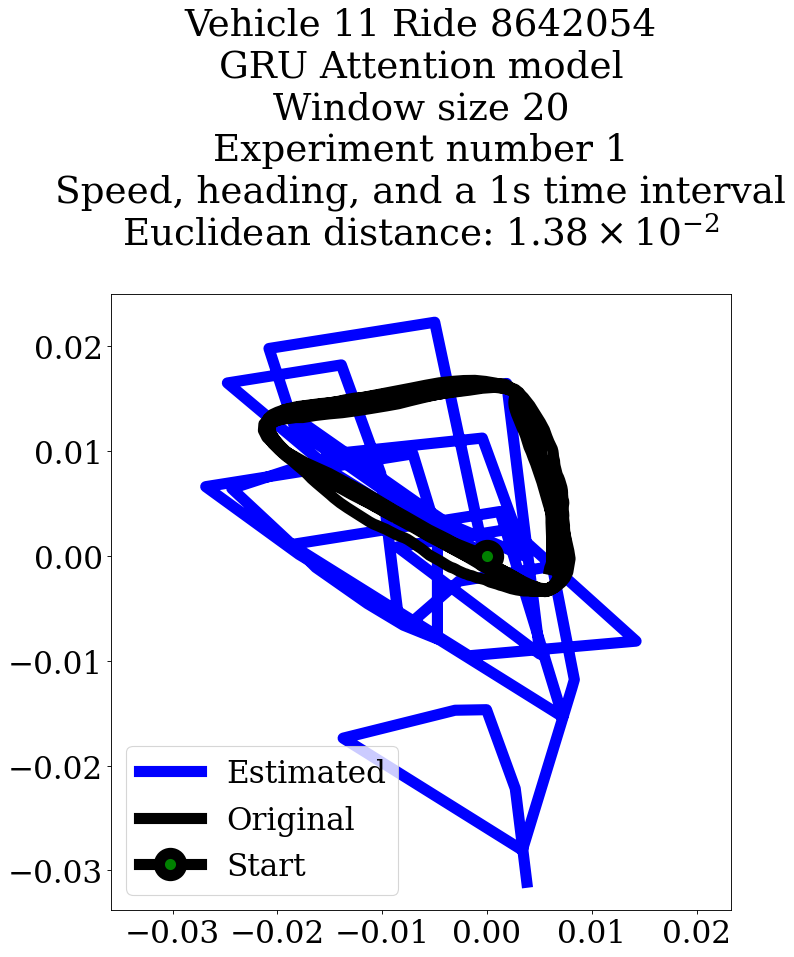 Vehicle 11 Ride 8642054
GRU Attention model
Window size 20
Experiment number 1
Speed, heading, and a 1s time interval
Euclidean distance: 1.38 × 10⁻²
0.02
0.01
0.00
−0.01
−0.02
−0.03
Estimated
Original
Start
−0.03 −0.02 −0.01 0.00 0.01 0.02